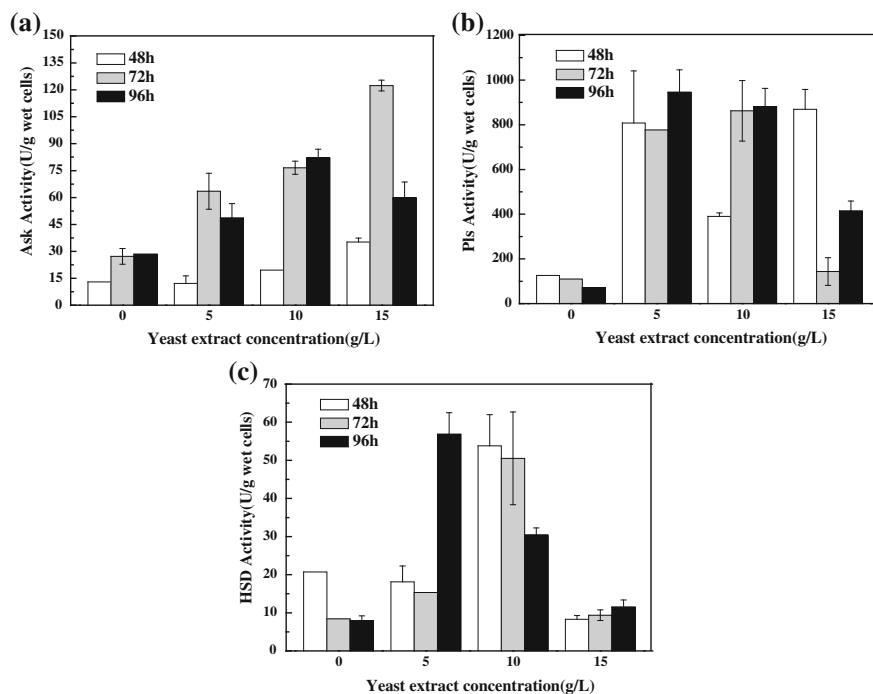 (a)
150
135
120
105
90
75
60
45
30
15
0
Ask Activity(U/g wet cells)
48h
72h
96h
0 5 10 15
Yeast extract concentration(g/L)
(b)
1200
1000
800
600
400
200
0
Pls Activity(U/g wet cells)
48h
72h
96h
0 5 10 15
Yeast extract concentration(g/L)
(c)
70
60
50
40
30
20
10
0
HSD Activity(U/g wet cells)
48h
72h
96h
0 5 10 15
Yeast extract concentration(g/L)